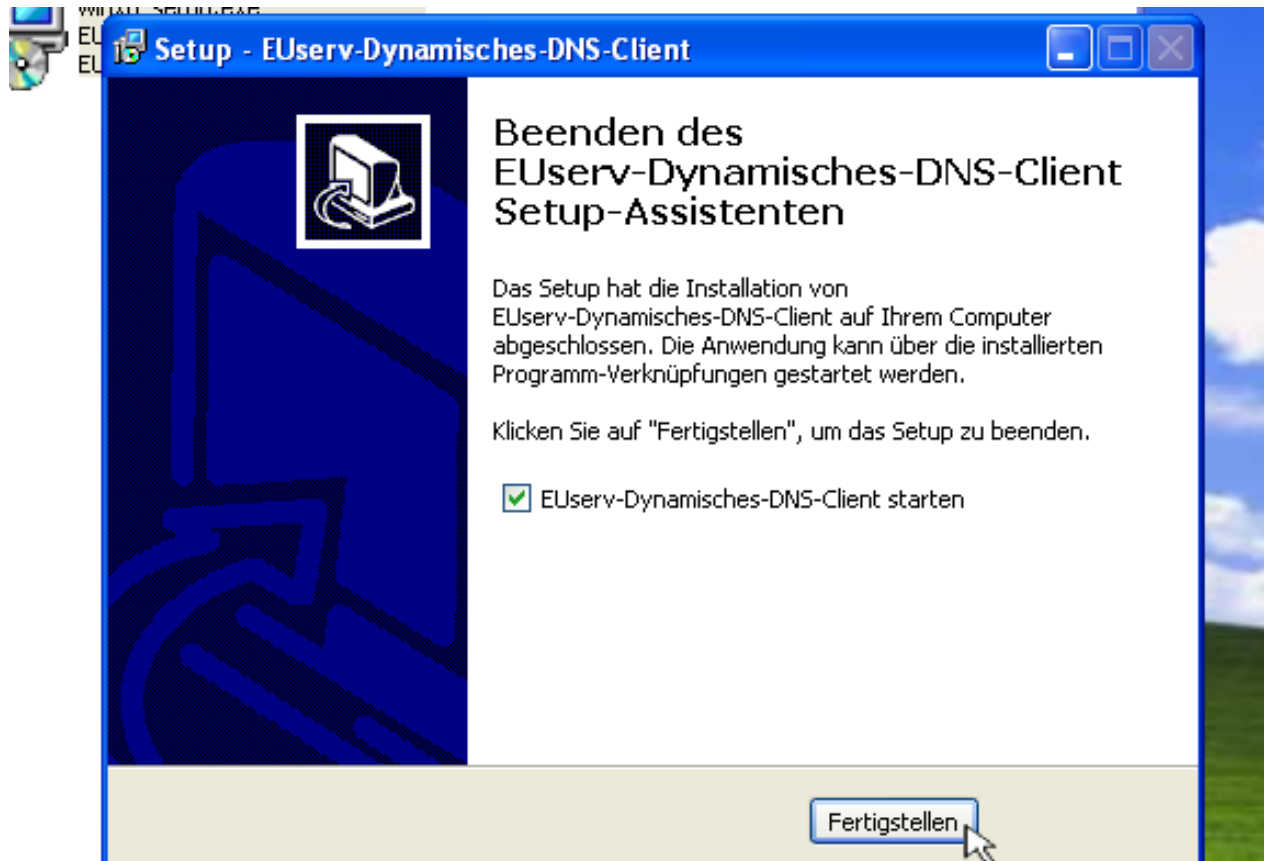 EU
EU
Setup - EUserv-Dynamisches-DNS-Client
Beenden des
EUserv-Dynamisches-DNS-Client
Setup-Assistenten
Das Setup hat die Installation von
EUserv-Dynamisches-DNS-Client auf Ihrem Computer
abgeschlossen. Die Anwendung kann über die installierten
Programm-Verknüpfungen gestartet werden.
Klicken Sie auf "Fertigstellen", um das Setup zu beenden.
EUserv-Dynamisches-DNS-Client starten
Fertigstellen